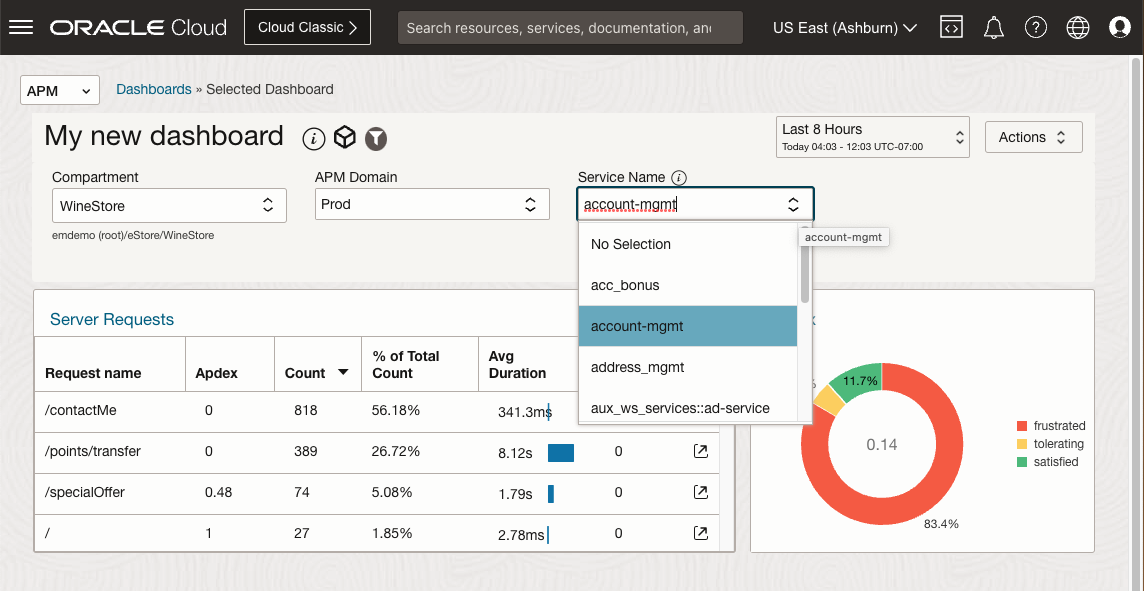 ORACLE Cloud
Cloud Classic
Search resources, services, documentation, an
US East (Ashburn)
APM
Dashboards » Selected Dashboard
My new dashboard
Last 8 Hours
Today 04:03 - 12:03 UTC-07:00
Actions
Compartment
WineStore
emdemo (root)/eStore/WineStore
APM Domain
Prod
Service Name
account-mgmt
No Selection
acc_bonus
account-mgmt
address_mgmt
aux_ws_services::ad-service
account-mgmt
Server Requests
Request name Apdex Count % of Total Count Avg Duration
/contactMe 0 818 56.18% 341.3ms
/points/transfer 0 389 26.72% 8.12s 0
/specialOffer 0.48 74 5.08% 1.79s 0
/ 1 27 1.85% 2.78ms 0
11.7%
0.14
83.4%
frustrated
tolerating
satisfied